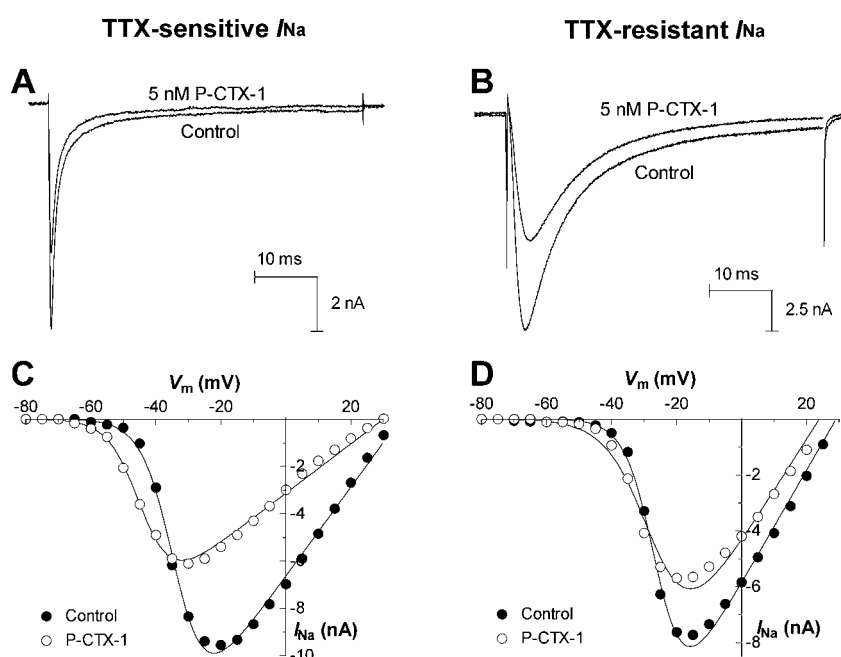 TTX-sensitive INa
TTX-resistant INa
A
5 nM P-CTX-1
Control
10 ms
2 nA
B
5 nM P-CTX-1
Control
10 ms
2.5 nA
C
Vm (mV)
-80 -60 -40 -20 20
-2
-4
-6
-8
-10
INa (nA)
Control
P-CTX-1
D
Vm (mV)
-80 -60 -40 -20 20
-2
-4
-6
-8
INa (nA)
Control
P-CTX-1